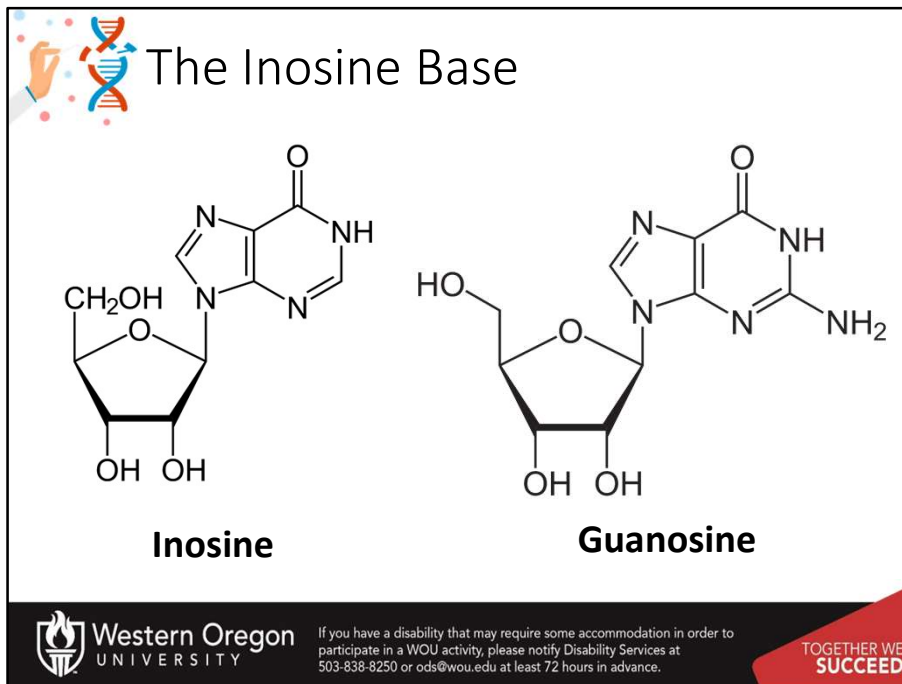 The Inosine Base
O
N
NH
N
N
CH₂OH
O
OH OH
O
N
NH
HO
N
N
NH₂
O
OH OH
Inosine
Guanosine
Western Oregon
UNIVERSITY
If you have a disability that may require some accommodation in order to
participate in a WOU activity, please notify Disability Services at
503-838-8250 or ods@wou.edu at least 72 hours in advance.
TOGETHER WE
SUCCEED